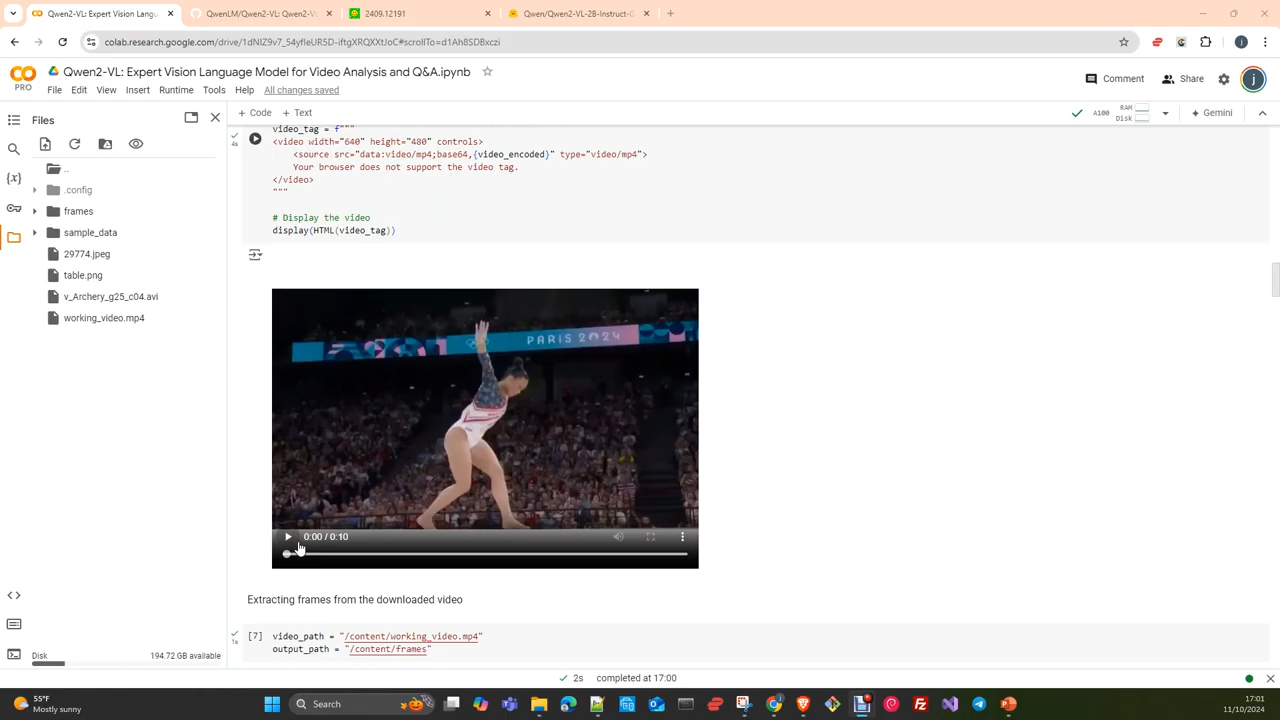 Qwen2-VL: Expert Vision Langu
QwenLM/Qwen2-VL: Qwen2-VL
2409.12191
Qwen/Qwen2-VL-2B-Instruct-G
colab.research.google.com/drive/1dNIZ9v7_54yfIeUR5D-iftgXRQXXtJoC#scrollTo=d1Ah8SDBxczi
j
PRO
Qwen2-VL: Expert Vision Language Model for Video Analysis and Q&A.ipynb
Comment
Share
j
File Edit View Insert Runtime Tools Help All changes saved
Files
+ Code + Text
A100
RAM
Disk
Gemini
..
.config
frames
sample_data
29774.jpeg
table.png
v_Archery_g25_c04.avi
working_video.mp4
4s
video_tag = f"""
<video width="640" height="480" controls>
<source src="data:video/mp4;base64,{video_encoded}" type="video/mp4">
Your browser does not support the video tag.
</video>
"""
# Display the video
display(HTML(video_tag))
PARIS 2024
0:00 / 0:10
Extracting frames from the downloaded video
[7] video_path = "/content/working_video.mp4"
1s
output_path = "/content/frames"
Disk 194.72 GB available
2s completed at 17:00
55°F
Mostly sunny
Search
17:01
11/10/2024